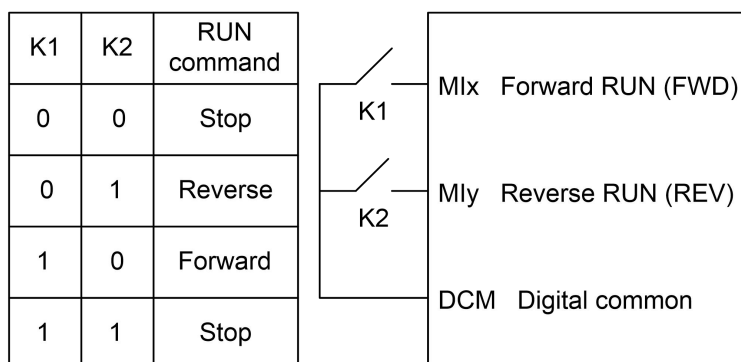 K1 K2 RUN command
0 0 Stop
0 1 Reverse
1 0 Forward
1 1 Stop
K1
K2
MIx Forward RUN (FWD)
MIy Reverse RUN (REV)
DCM Digital common